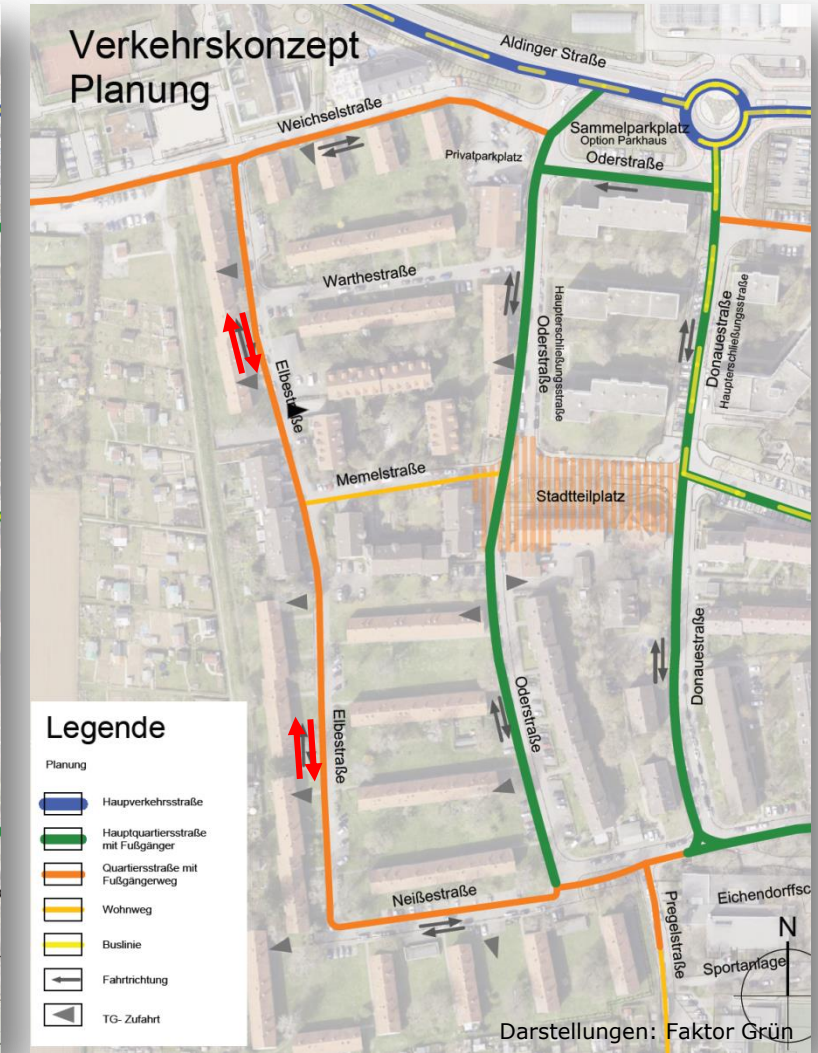 Verkehrskonzept
Planung
Aldinger Straße
Weichselstraße
Sammelparkplatz
Option Parkhaus
Privatparkplatz
Oderstraße
Warthestraße
Haupterschließungsstraße
Oderstraße
Donauestraße
Haupterschließungsstraße
Elbestraße
Memelstraße
Stadtteilplatz
Donauestraße
Oderstraße
Elbestraße
Legende
Planung
Haupverkehrsstraße
Hauptquartiersstraße
mit Fußgänger
Quartiersstraße mit
Fußgängerweg
Wohnweg
Buslinie
Fahrtrichtung
TG- Zufahrt
Neißestraße
Pregelstraße
Eichendorffsc
N
Sportanlage
Darstellungen: Faktor Grün